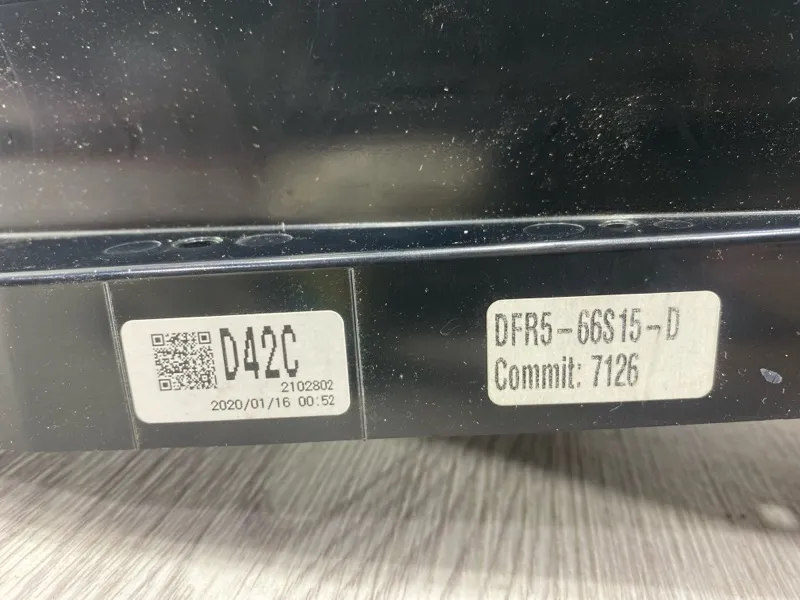 D42C
2102802
2020/01/16 00:52
DFR5-66S15-D
Commit: 7126